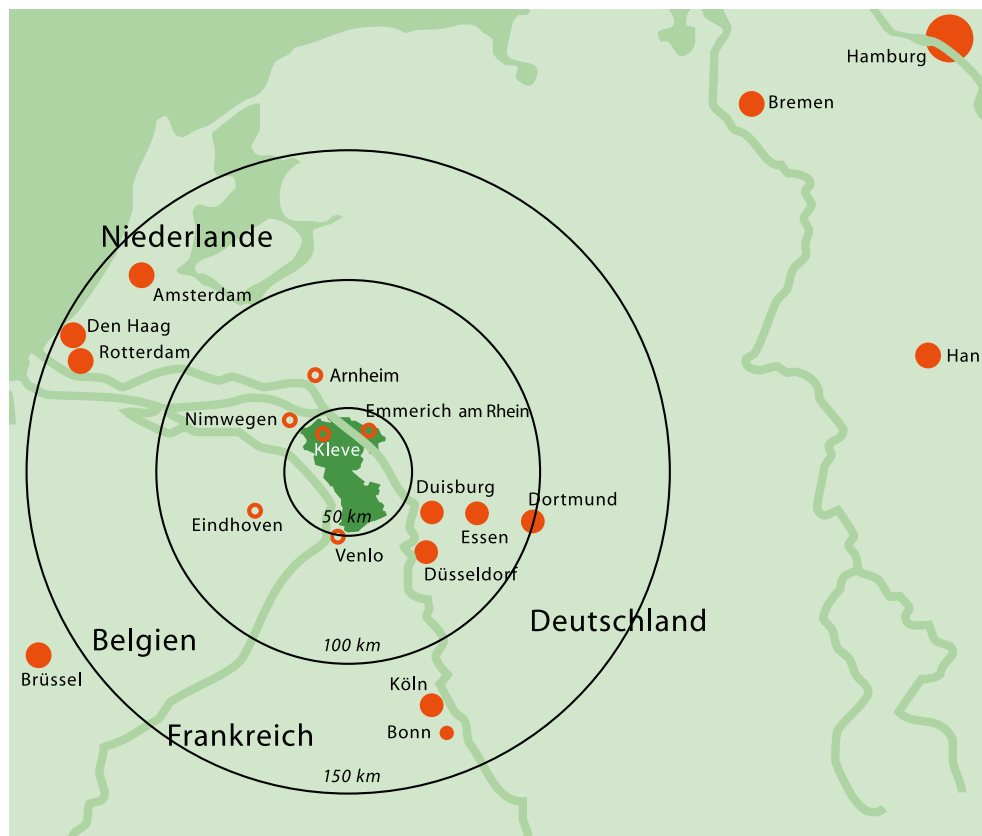 Hamburg
Bremen
Niederlande
Amsterdam
Den Haag
Rotterdam
Han
Arnheim
Emmerich am Rhein
Nimwegen
Kleve
Duisburg
Dortmund
50 km
Eindhoven
Essen
Venlo
Düsseldorf
Deutschland
Belgien
100 km
Brüssel
Köln
Bonn
Frankreich
150 km